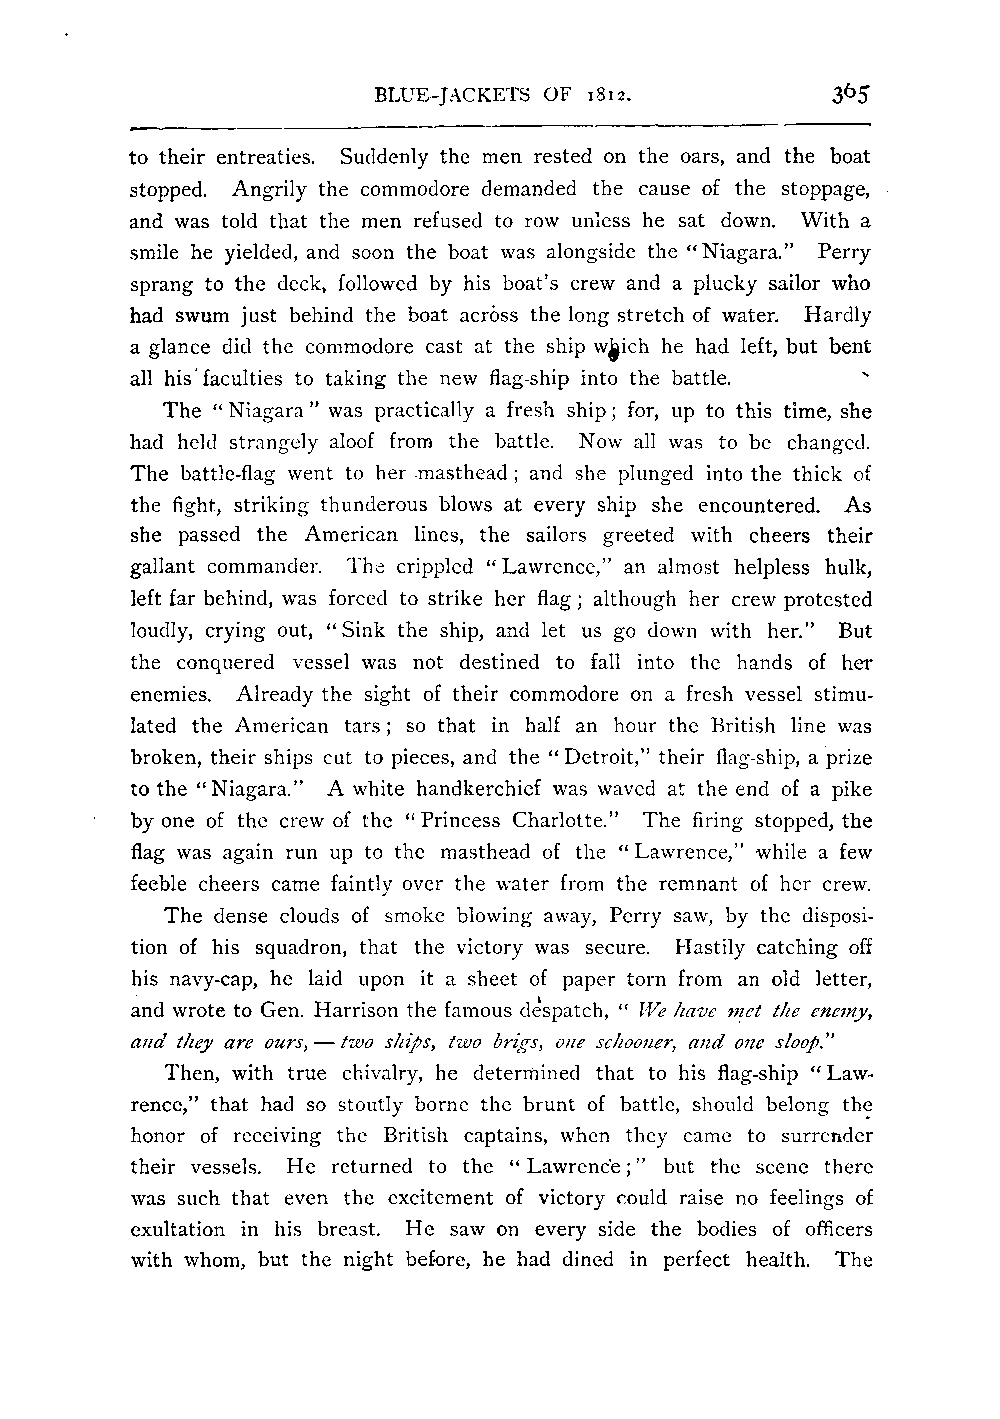 BLUE-JACKETS OF 1812. 365
to their entreaties. Suddenly the men rested on the oars, and the boat
stopped. Angrily the commodore demanded the cause of the stoppage,
and was told that the men refused to row unless he sat down. With a
smile he yielded, and soon the boat was alongside the "Niagara." Perry
sprang to the deck, followed by his boat's crew and a plucky sailor who
had swum just behind the boat across the long stretch of water. Hardly
a glance did the commodore cast at the ship which he had left, but bent
all his faculties to taking the new flag-ship into the battle.
The "Niagara" was practically a fresh ship; for, up to this time, she
had held strangely aloof from the battle. Now all was to be changed.
The battle-flag went to her masthead; and she plunged into the thick of
the fight, striking thunderous blows at every ship she encountered. As
she passed the American lines, the sailors greeted with cheers their
gallant commander. The crippled "Lawrence," an almost helpless hulk,
left far behind, was forced to strike her flag; although her crew protested
loudly, crying out, "Sink the ship, and let us go down with her." But
the conquered vessel was not destined to fall into the hands of her
enemies. Already the sight of their commodore on a fresh vessel stimu-
lated the American tars; so that in half an hour the British line was
broken, their ships cut to pieces, and the "Detroit," their flag-ship, a prize
to the "Niagara." A white handkerchief was waved at the end of a pike
by one of the crew of the "Princess Charlotte." The firing stopped, the
flag was again run up to the masthead of the "Lawrence," while a few
feeble cheers came faintly over the water from the remnant of her crew.
The dense clouds of smoke blowing away, Perry saw, by the disposi-
tion of his squadron, that the victory was secure. Hastily catching off
his navy-cap, he laid upon it a sheet of paper torn from an old letter,
and wrote to Gen. Harrison the famous despatch, "We have met the enemy,
and they are ours, — two ships, two brigs, one schooner, and one sloop."
Then, with true chivalry, he determined that to his flag-ship "Law-
rence," that had so stoutly borne the brunt of battle, should belong the
honor of receiving the British captains, when they came to surrender
their vessels. He returned to the "Lawrence;" but the scene there
was such that even the excitement of victory could raise no feelings of
exultation in his breast. He saw on every side the bodies of officers
with whom, but the night before, he had dined in perfect health. The